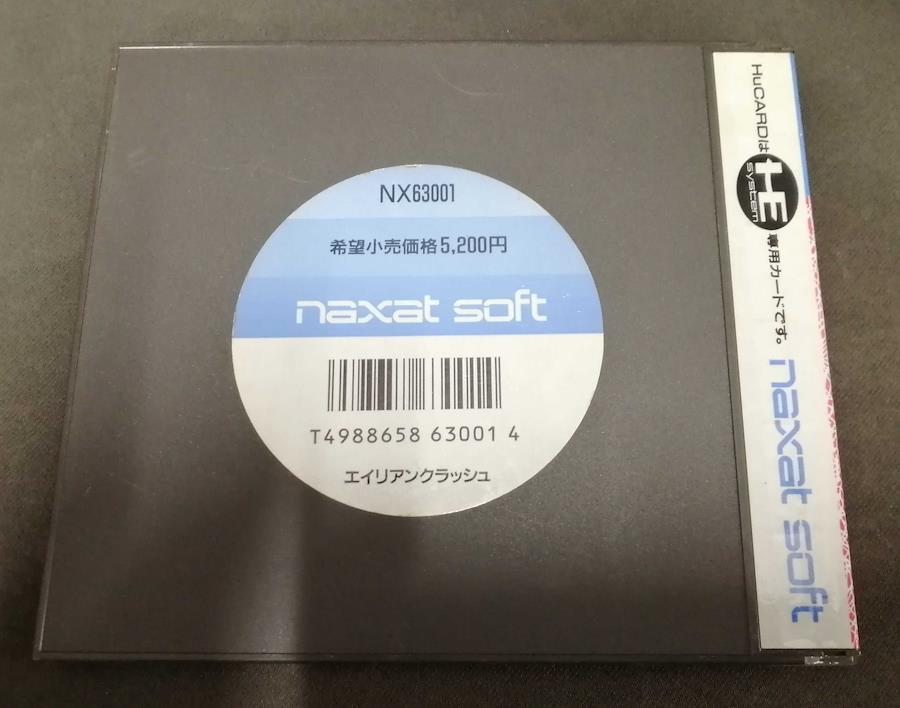 NX63001
希望小売価格5,200円
naxat soft
T4988658 63001 4
エイリアンクラッシュ
HuCARDは HE system 専用カードです。 naxat soft